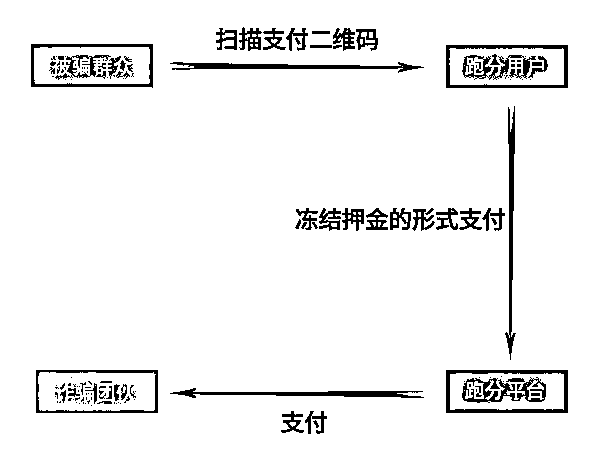 扫描支付二维码
被骗群众
跑分用户
冻结押金的形式支付
诈骗团伙
跑分平台
支付